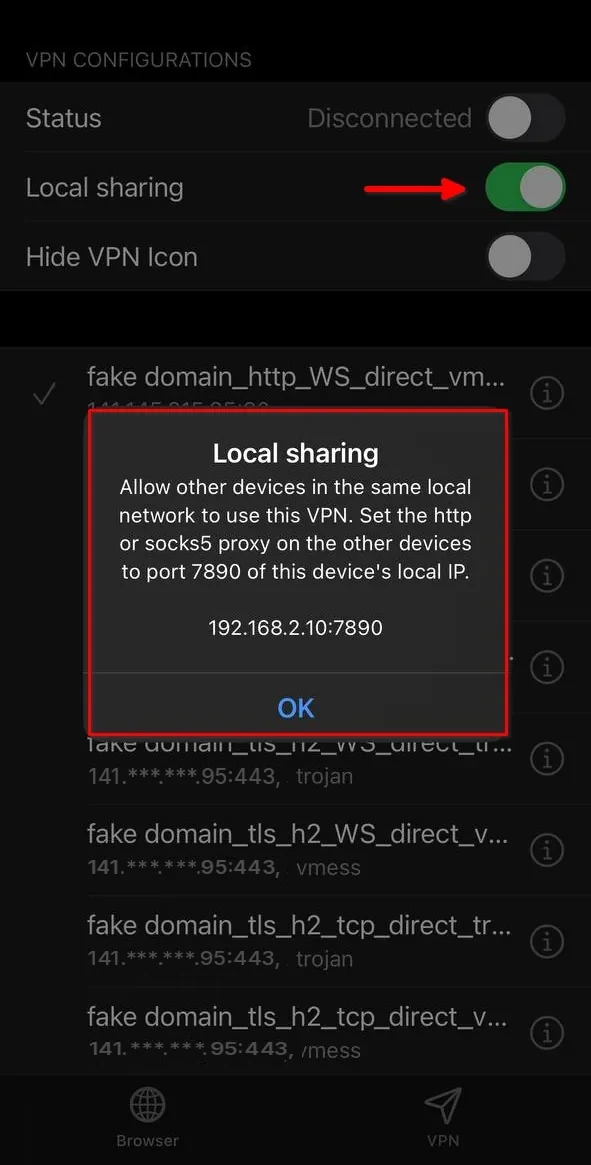 VPN CONFIGURATIONS
Status Disconnected
Local sharing
Hide VPN Icon
fake domain_http_WS_direct_vm...
Local sharing
Allow other devices in the same local
network to use this VPN. Set the http
or socks5 proxy on the other devices
to port 7890 of this device's local IP.
192.168.2.10:7890
OK
fake domain_tls_h2_WS_direct_tr...
141.***.***.95:443, trojan
fake domain_tls_h2_WS_direct_v...
141.***.***.95:443, vmess
fake domain_tls_h2_tcp_direct_tr...
141.***.***.95:443, trojan
fake domain_tls_h2_tcp_direct_v...
141.***.***.95:443, vmess
Browser VPN